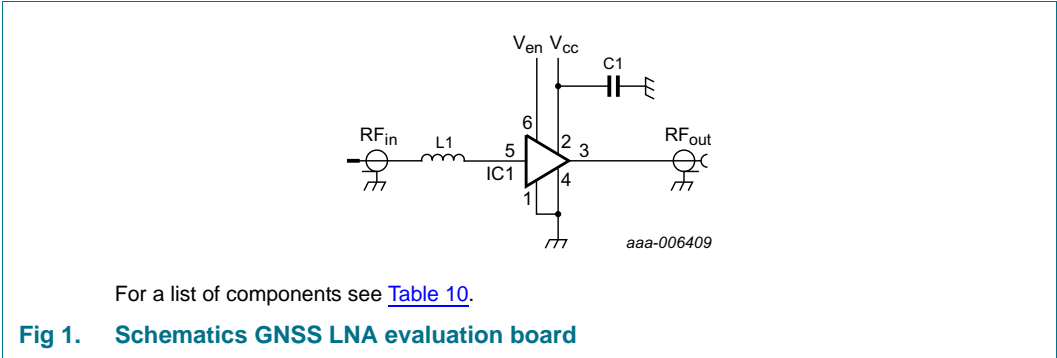 Ven Vcc
C1
6
RFin L1 5 2 3 RFout
IC1 4
1
aaa-006409
For a list of components see Table 10.
Fig 1. Schematics GNSS LNA evaluation board